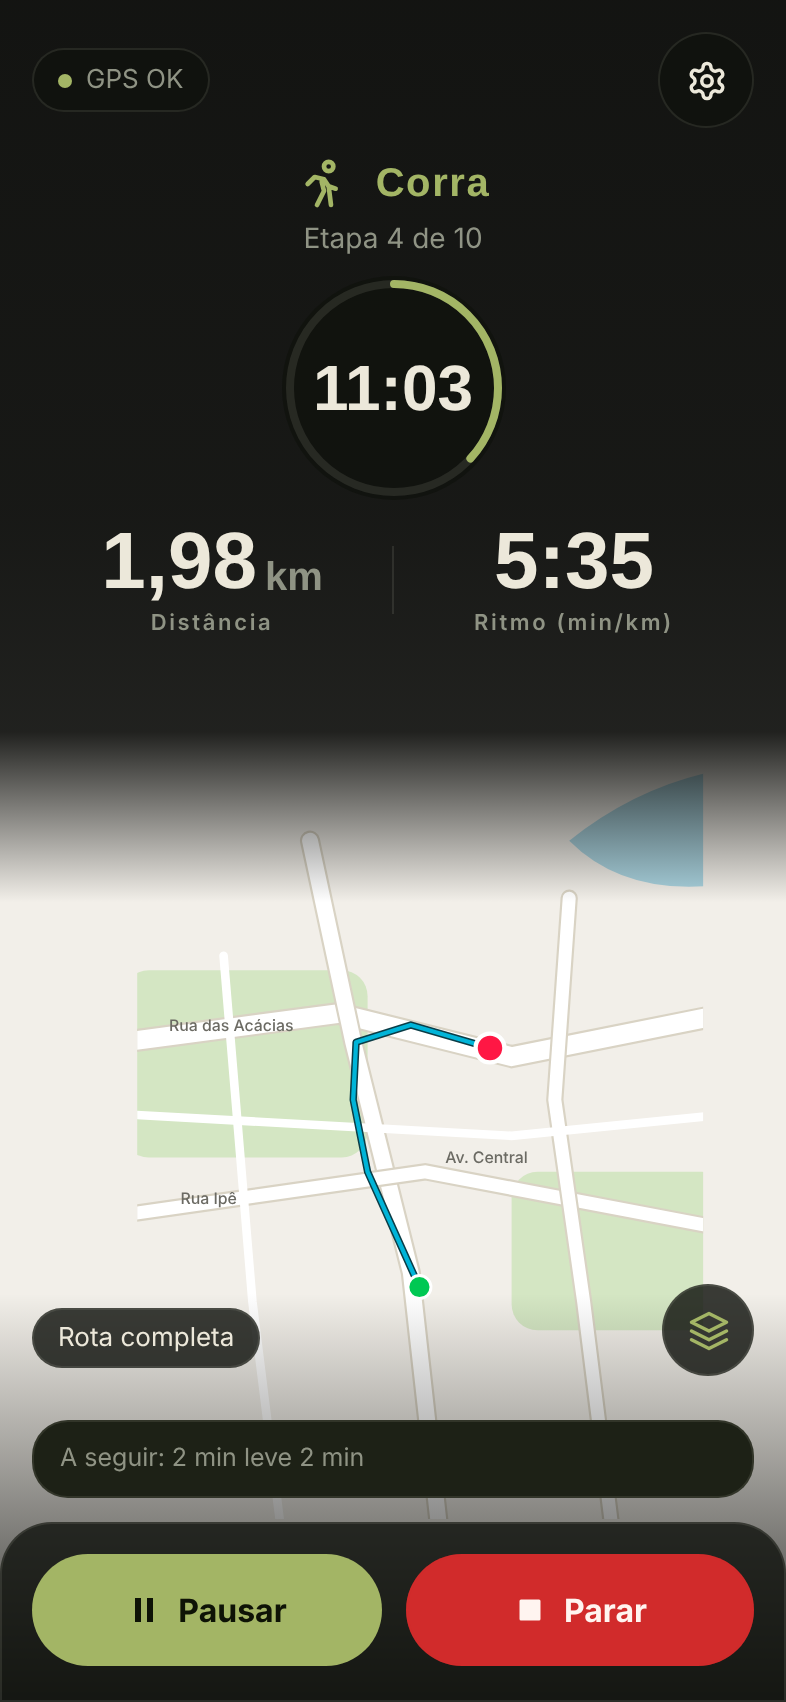 GPS OK
Corra
Etapa 4 de 10
11:03
1,98 km
Distância
5:35
Ritmo (min/km)
Rua das Acácias
Av. Central
Rua Ipê
Rota completa
A seguir: 2 min leve 2 min
Pausar
Parar